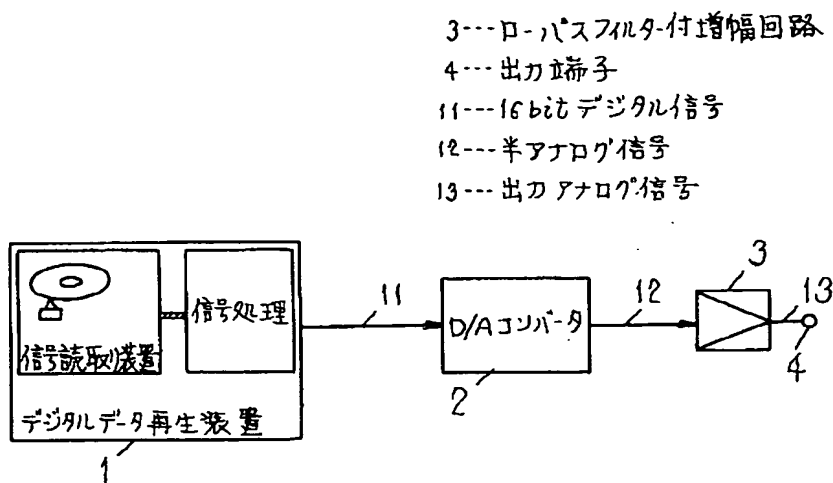 3---ローパスフィルター付増幅回路
4---出力端子
11---16bitデジタル信号
12---半アナログ信号
13---出力アナログ信号
信号読取り装置
信号処理
デジタルデータ再生装置
1
11
D/Aコンバータ
2
12
3
13
4